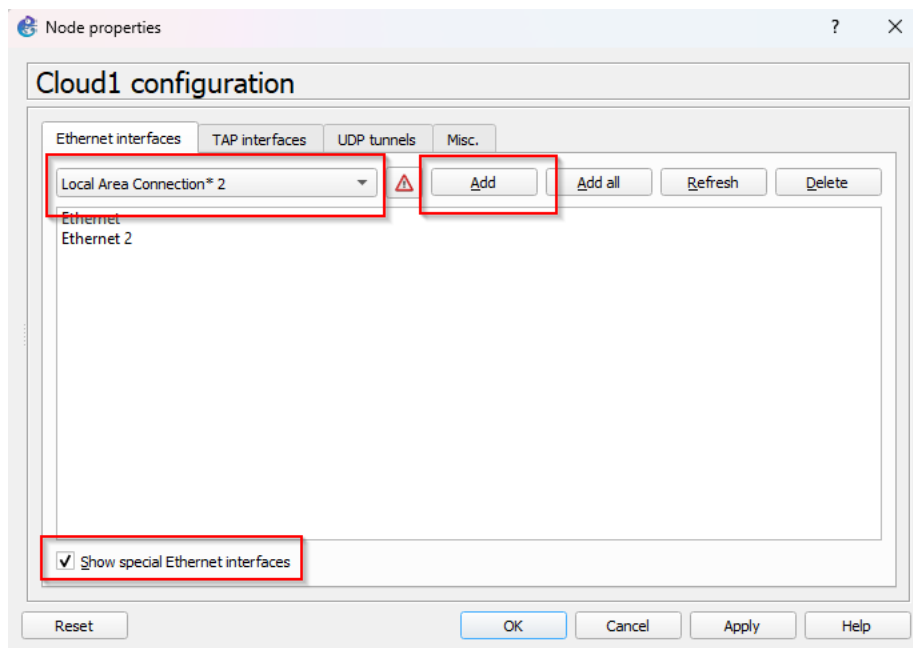 Node properties
?
Cloud1 configuration
Ethernet interfaces TAP interfaces UDP tunnels Misc.
Local Area Connection* 2 Add Add all Refresh Delete
Ethernet
Ethernet 2
Show special Ethernet interfaces
Reset OK Cancel Apply Help